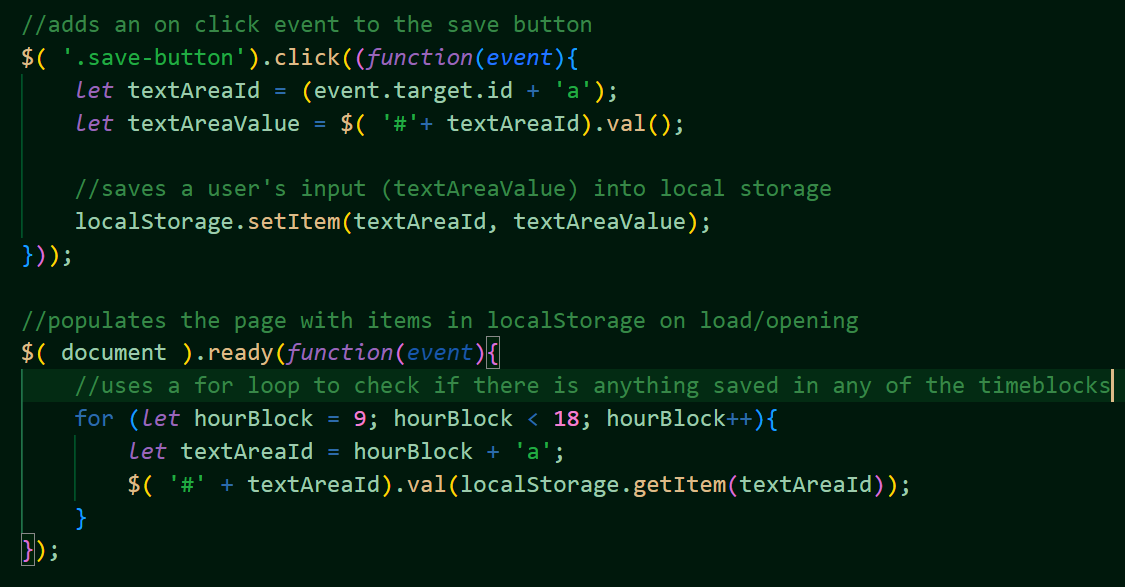 //adds an on click event to the save button
$( '.save-button').click((function(event){
    let textAreaId = (event.target.id + 'a');
    let textAreaValue = $( '#'+ textAreaId).val();

    //saves a user's input (textAreaValue) into local storage
    localStorage.setItem(textAreaId, textAreaValue);
}));

//populates the page with items in localStorage on load/opening
$( document ).ready(function(event){
    //uses a for loop to check if there is anything saved in any of the timeblocks
    for (let hourBlock = 9; hourBlock < 18; hourBlock++){
        let textAreaId = hourBlock + 'a';
        $( '#' + textAreaId).val(localStorage.getItem(textAreaId));
    }
});